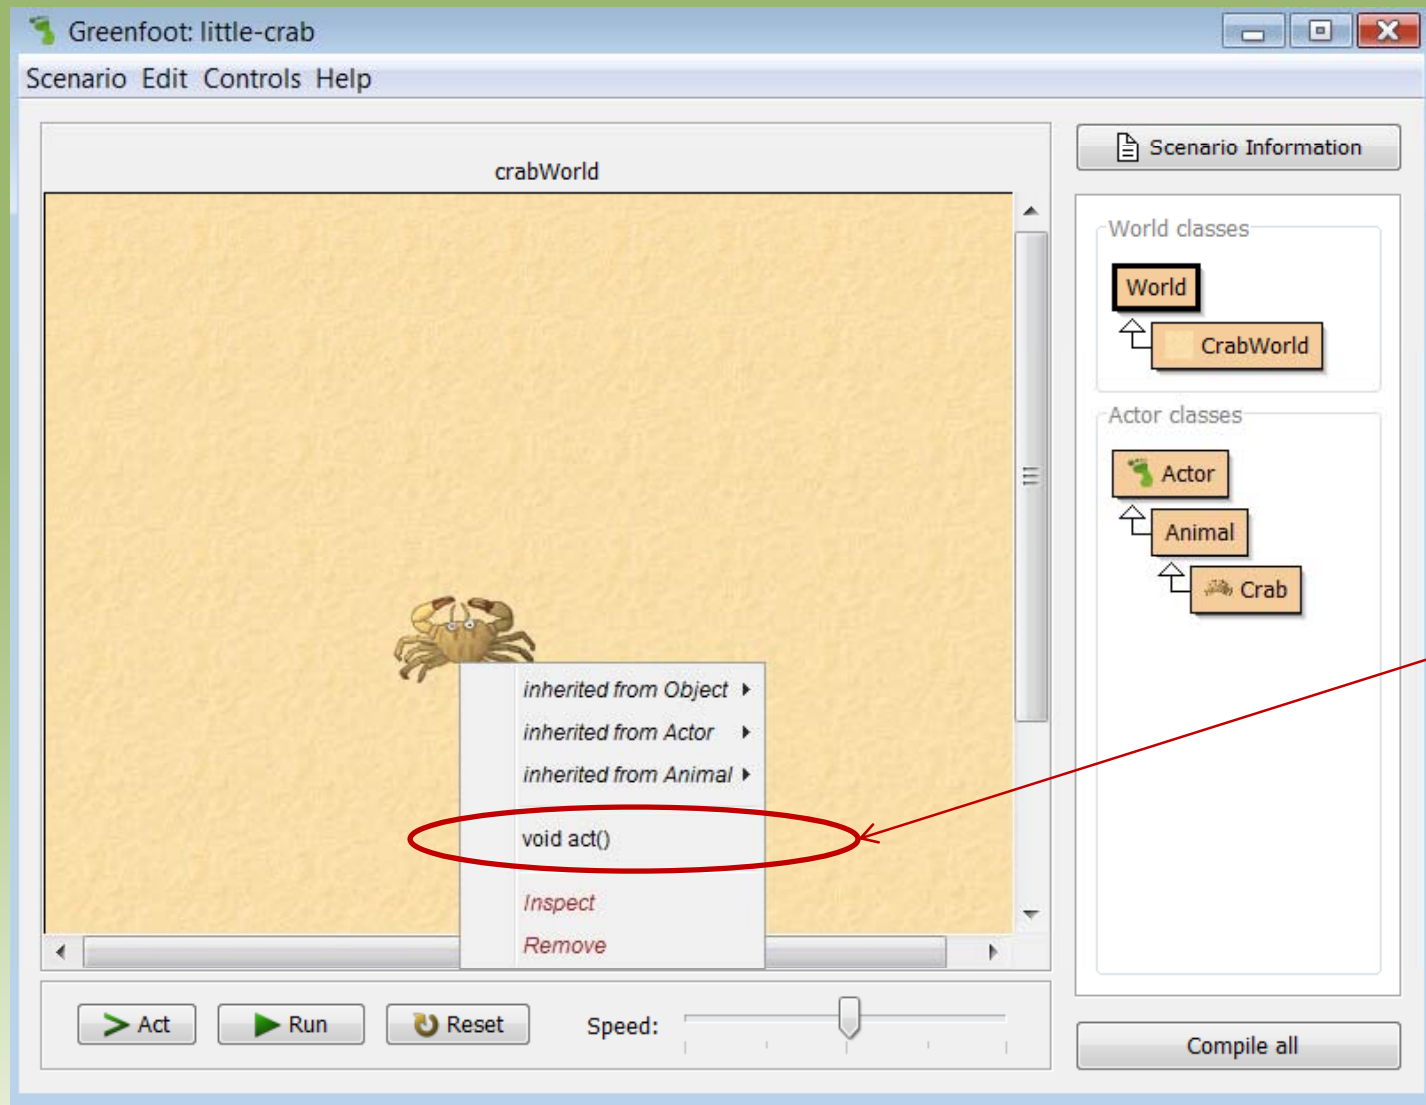 Greenfoot: little-crab
Scenario Edit Controls Help
crabWorld
Scenario Information
World classes
World
CrabWorld
Actor classes
Actor
Animal
Crab
inherited from Object
inherited from Actor
inherited from Animal
void act()
Inspect
Remove
Act Run Reset Speed:
Compile all